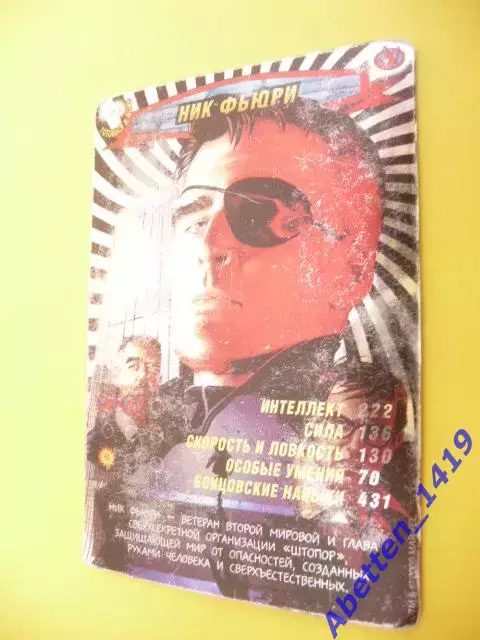 НИК ФЬЮРИ
ИНТЕЛЛЕКТ 222
СИЛА 136
СКОРОСТЬ И ЛОВКОСТЬ 130
ОСОБЫЕ УМЕНИЯ 70
БОЙЦОВСКИЕ НАВЫКИ 431
НИК ФЬЮРИ — ВЕТЕРАН ВТОРОЙ МИРОВОЙ И ГЛАВА
СВЕРХСЕКРЕТНОЙ ОРГАНИЗАЦИИ «ШТОПОР»,
ЗАЩИЩАЮЩЕЙ МИР ОТ ОПАСНОСТЕЙ, СОЗДАННЫХ
РУКАМИ ЧЕЛОВЕКА И СВЕРХЪЕСТЕСТВЕННЫХ.
Abetten_1419